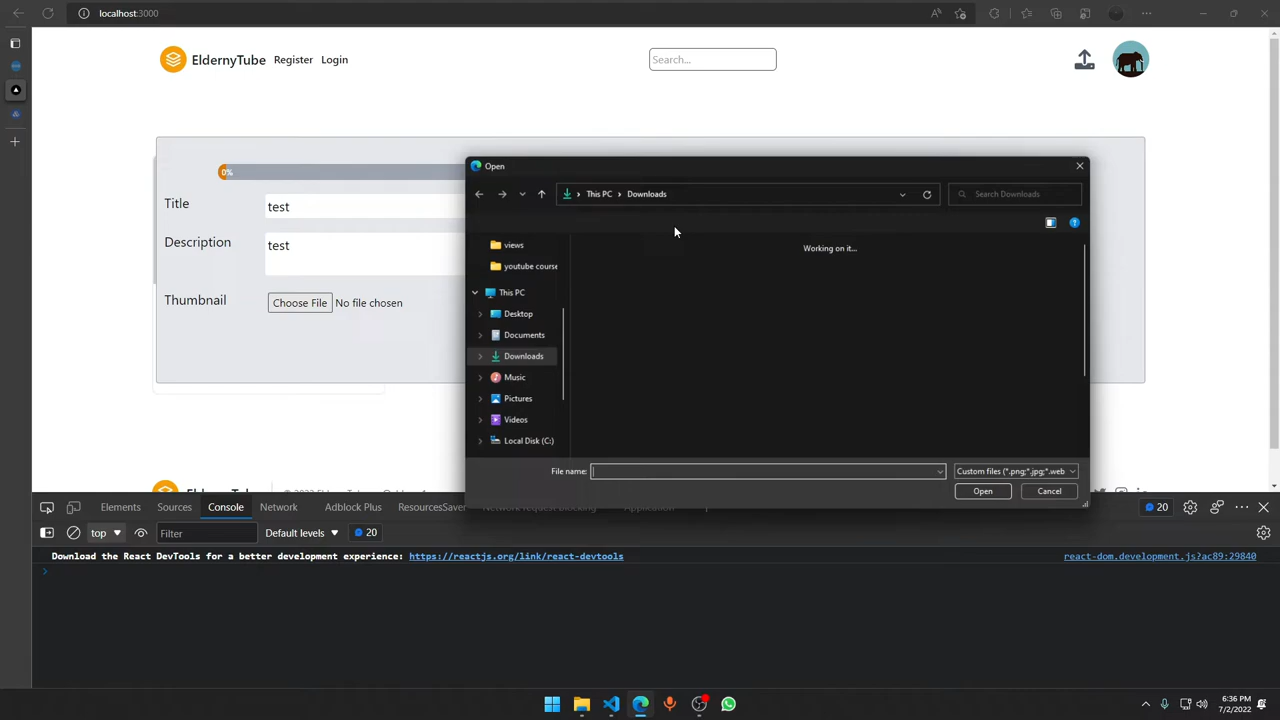 localhost:3000
EldernyTube Register Login
Search...
Open
0%
This PC > Downloads
Search Downloads
Title
test
Description
test
Thumbnail
Choose File No file chosen
views
youtube course
Working on it...
This PC
Desktop
Documents
Downloads
Music
Pictures
Videos
Local Disk (C:)
File name:
Custom files (*.png;*.jpg;*.web
Open
Cancel
Elements
Sources
Console
Network
Adblock Plus
ResourcesSaver
Network request blocking
Application
20
top
Filter
Default levels
20
Download the React DevTools for a better development experience: https://reactjs.org/link/react-devtools
react-dom.development.js?ac89:29840
6:36 PM
7/2/2022